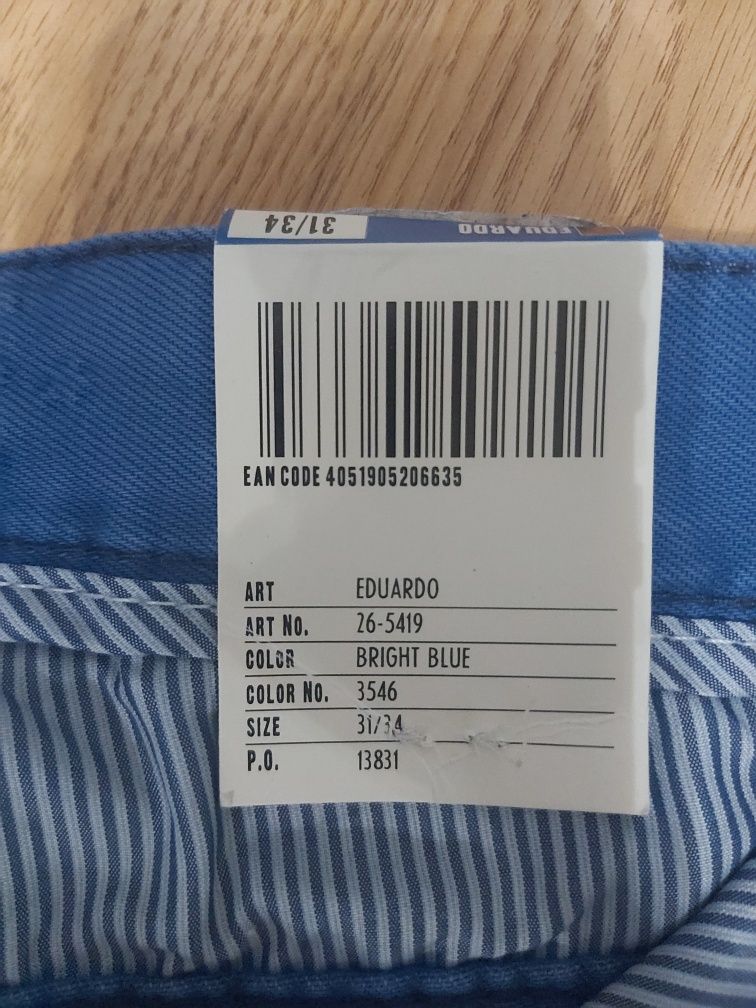 31/34 EDUARDO
EAN CODE 4051905206635
ART EDUARDO
ART NO. 26-5419
COLOR BRIGHT BLUE
COLOR NO. 3546
SIZE 31/34
P.O. 13831